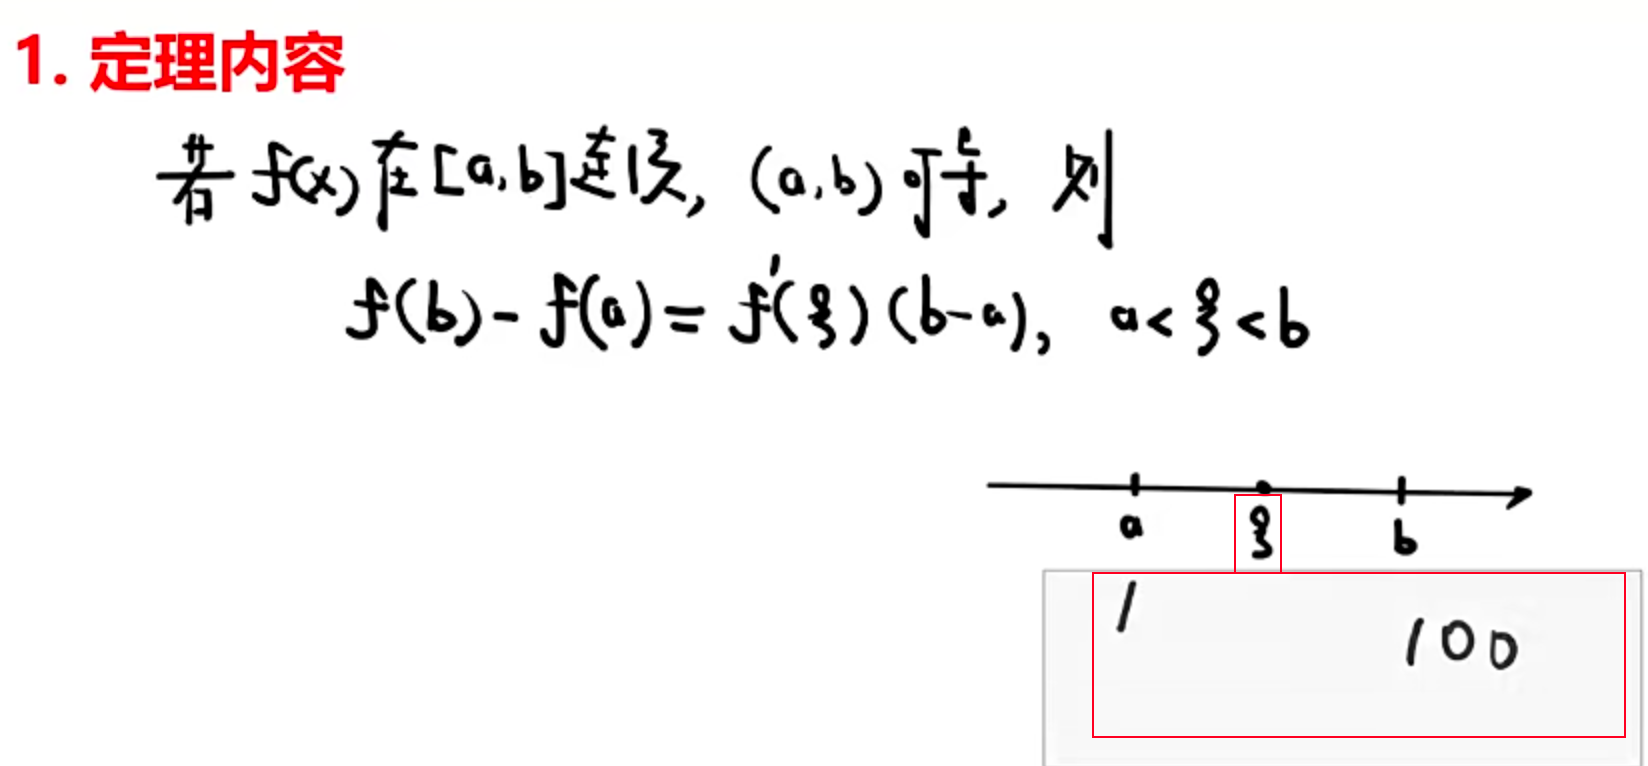 1. 定理内容
若 f(x) 在 [a,b] 连续, (a,b) 可导, 则
f(b) - f(a) = f'(ξ) (b-a), a < ξ < b
a ξ b
1 100